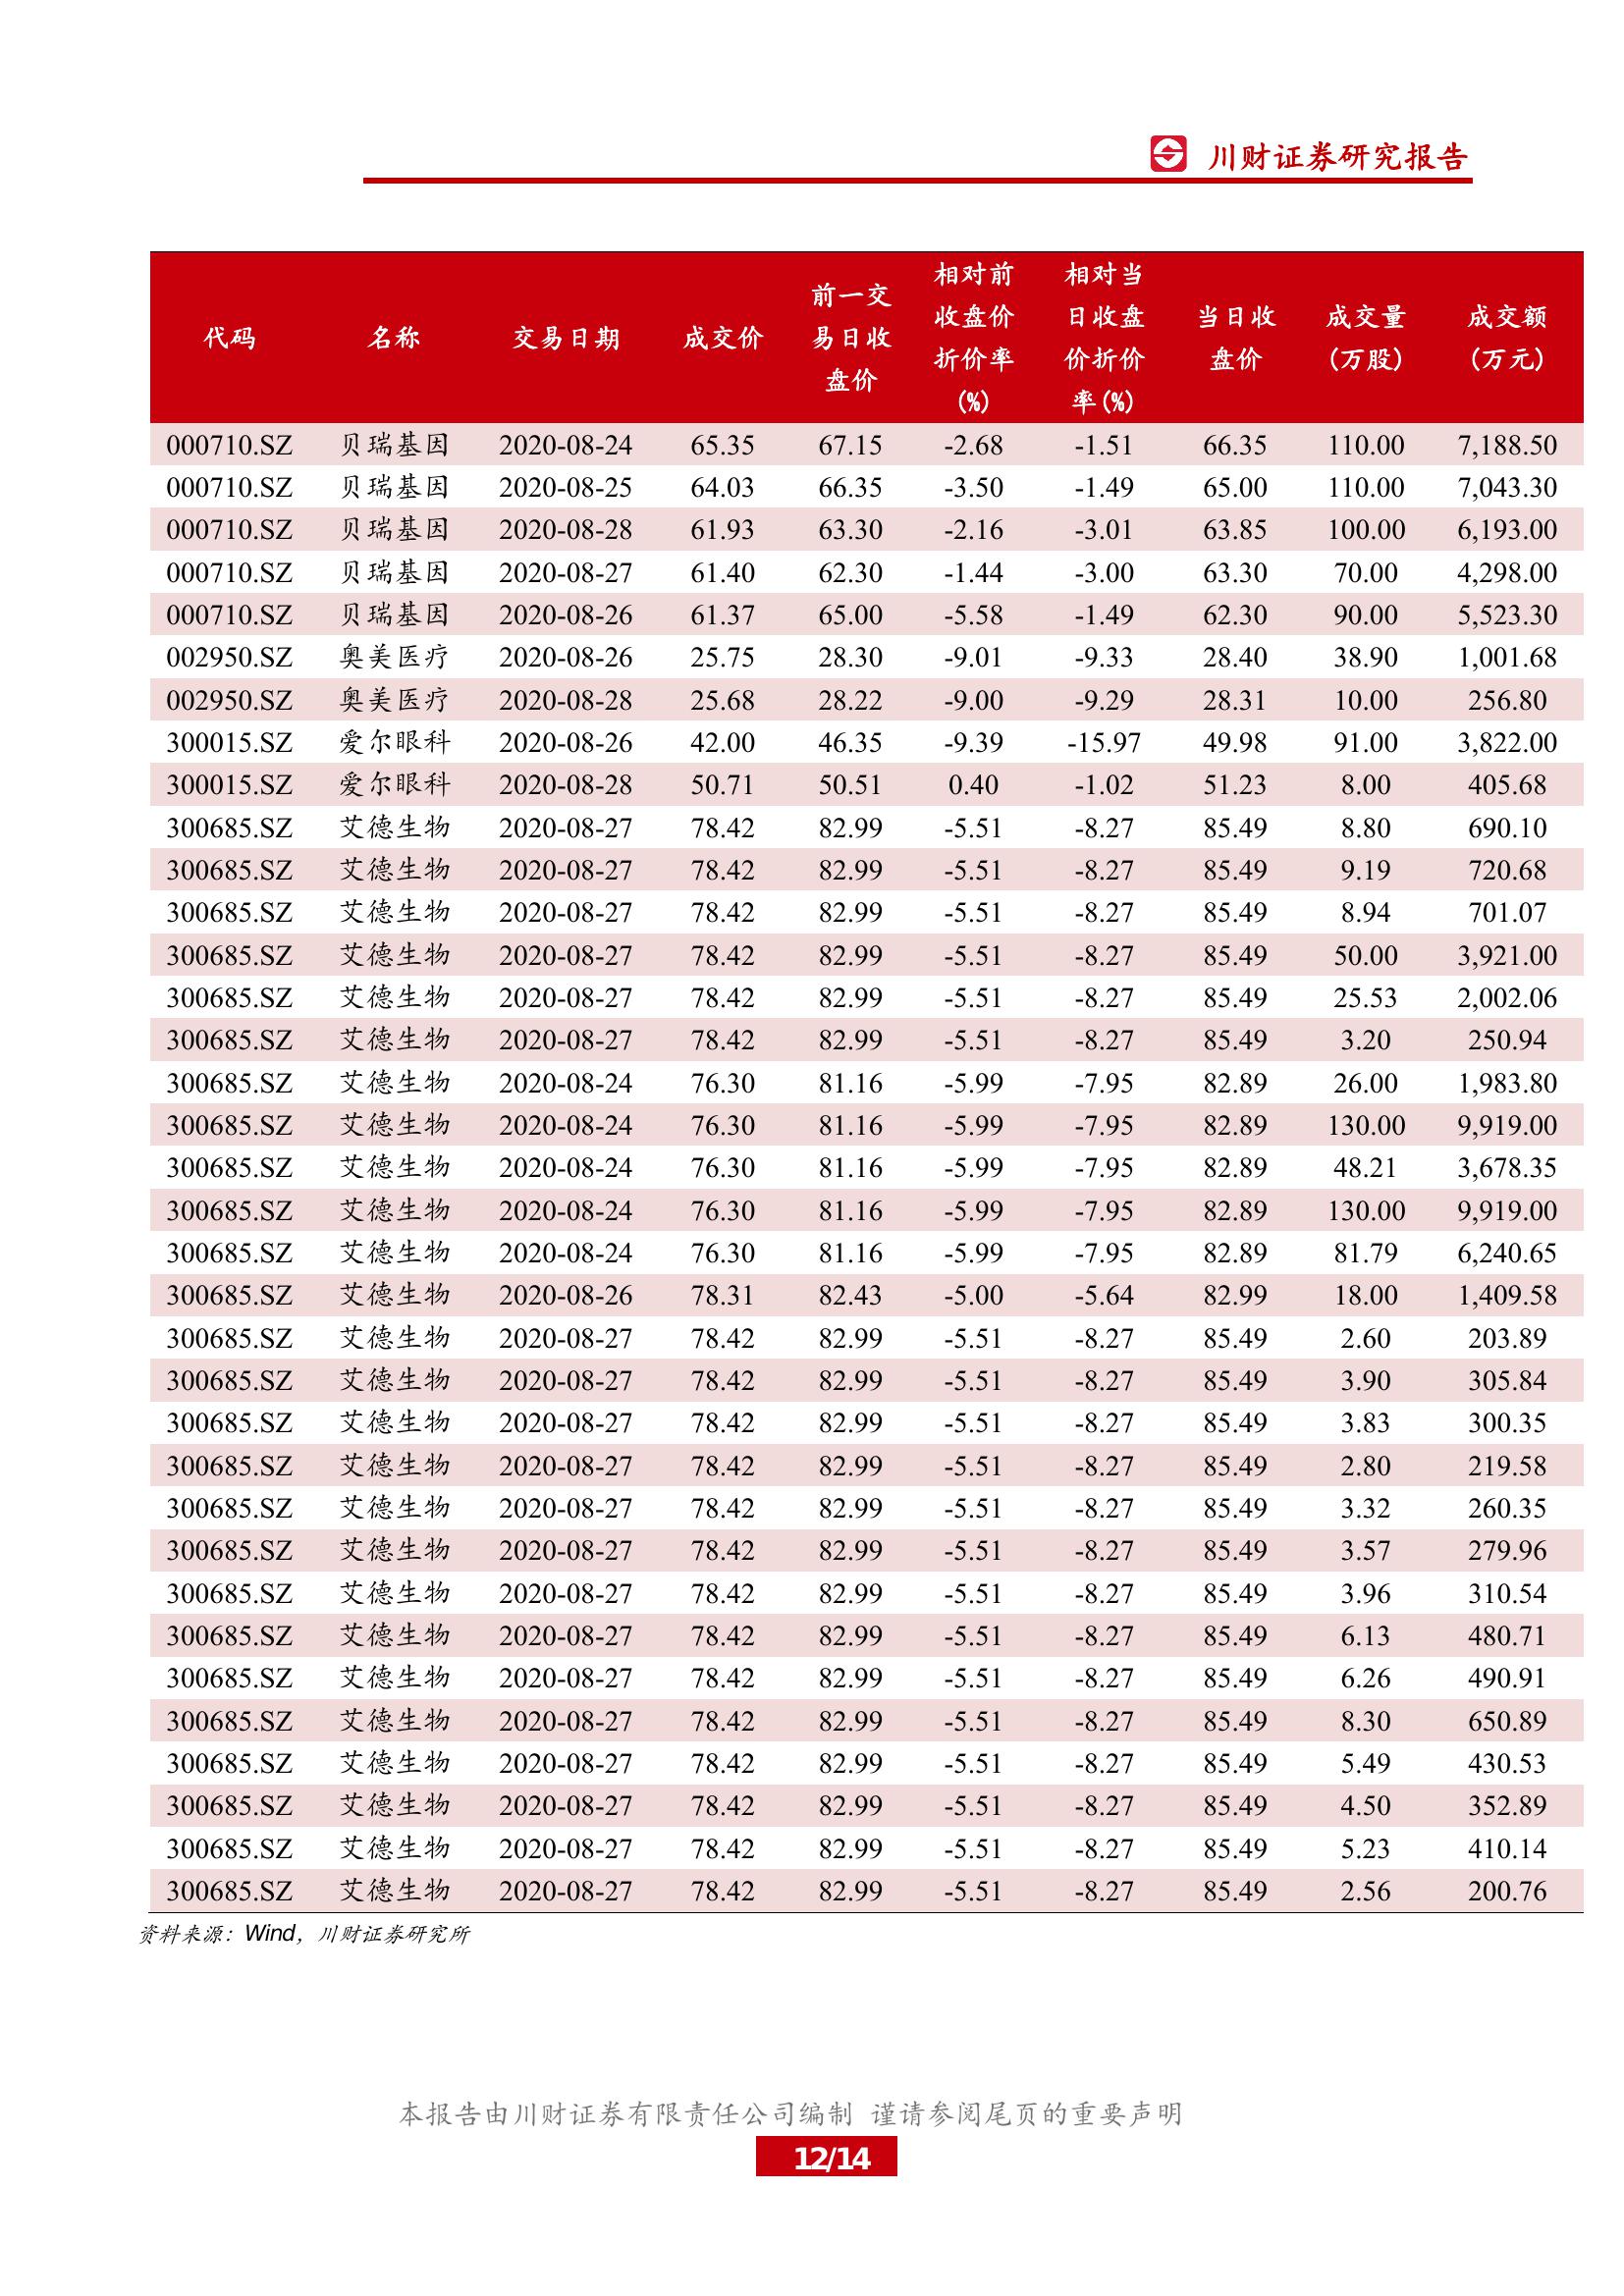 川财证券研究报告
代码 名称 交易日期 成交价 前一交易日收盘价 相对前收盘价折价率(%) 相对当日收盘价折价率(%) 当日收盘价 成交量(万股) 成交额(万元)
000710.SZ 贝瑞基因 2020-08-24 65.35 67.15 -2.68 -1.51 66.35 110.00 7,188.50
000710.SZ 贝瑞基因 2020-08-25 64.03 66.35 -3.50 -1.49 65.00 110.00 7,043.30
000710.SZ 贝瑞基因 2020-08-28 61.93 63.30 -2.16 -3.01 63.85 100.00 6,193.00
000710.SZ 贝瑞基因 2020-08-27 61.40 62.30 -1.44 -3.00 63.30 70.00 4,298.00
000710.SZ 贝瑞基因 2020-08-26 61.37 65.00 -5.58 -1.49 62.30 90.00 5,523.30
002950.SZ 奥美医疗 2020-08-26 25.75 28.30 -9.01 -9.33 28.40 38.90 1,001.68
002950.SZ 奥美医疗 2020-08-28 25.68 28.22 -9.00 -9.29 28.31 10.00 256.80
300015.SZ 爱尔眼科 2020-08-26 42.00 46.35 -9.39 -15.97 49.98 91.00 3,822.00
300015.SZ 爱尔眼科 2020-08-28 50.71 50.51 0.40 -1.02 51.23 8.00 405.68
300685.SZ 艾德生物 2020-08-27 78.42 82.99 -5.51 -8.27 85.49 8.80 690.10
300685.SZ 艾德生物 2020-08-27 78.42 82.99 -5.51 -8.27 85.49 9.19 720.68
300685.SZ 艾德生物 2020-08-27 78.42 82.99 -5.51 -8.27 85.49 8.94 701.07
300685.SZ 艾德生物 2020-08-27 78.42 82.99 -5.51 -8.27 85.49 50.00 3,921.00
300685.SZ 艾德生物 2020-08-27 78.42 82.99 -5.51 -8.27 85.49 25.53 2,002.06
300685.SZ 艾德生物 2020-08-27 78.42 82.99 -5.51 -8.27 85.49 3.20 250.94
300685.SZ 艾德生物 2020-08-24 76.30 81.16 -5.99 -7.95 82.89 26.00 1,983.80
300685.SZ 艾德生物 2020-08-24 76.30 81.16 -5.99 -7.95 82.89 130.00 9,919.00
300685.SZ 艾德生物 2020-08-24 76.30 81.16 -5.99 -7.95 82.89 48.21 3,678.35
300685.SZ 艾德生物 2020-08-24 76.30 81.16 -5.99 -7.95 82.89 130.00 9,919.00
300685.SZ 艾德生物 2020-08-24 76.30 81.16 -5.99 -7.95 82.89 81.79 6,240.65
300685.SZ 艾德生物 2020-08-26 78.31 82.43 -5.00 -5.64 82.99 18.00 1,409.58
300685.SZ 艾德生物 2020-08-27 78.42 82.99 -5.51 -8.27 85.49 2.60 203.89
300685.SZ 艾德生物 2020-08-27 78.42 82.99 -5.51 -8.27 85.49 3.90 305.84
300685.SZ 艾德生物 2020-08-27 78.42 82.99 -5.51 -8.27 85.49 3.83 300.35
300685.SZ 艾德生物 2020-08-27 78.42 82.99 -5.51 -8.27 85.49 2.80 219.58
300685.SZ 艾德生物 2020-08-27 78.42 82.99 -5.51 -8.27 85.49 3.32 260.35
300685.SZ 艾德生物 2020-08-27 78.42 82.99 -5.51 -8.27 85.49 3.57 279.96
300685.SZ 艾德生物 2020-08-27 78.42 82.99 -5.51 -8.27 85.49 3.96 310.54
300685.SZ 艾德生物 2020-08-27 78.42 82.99 -5.51 -8.27 85.49 6.13 480.71
300685.SZ 艾德生物 2020-08-27 78.42 82.99 -5.51 -8.27 85.49 6.26 490.91
300685.SZ 艾德生物 2020-08-27 78.42 82.99 -5.51 -8.27 85.49 8.30 650.89
300685.SZ 艾德生物 2020-08-27 78.42 82.99 -5.51 -8.27 85.49 5.49 430.53
300685.SZ 艾德生物 2020-08-27 78.42 82.99 -5.51 -8.27 85.49 4.50 352.89
300685.SZ 艾德生物 2020-08-27 78.42 82.99 -5.51 -8.27 85.49 5.23 410.14
300685.SZ 艾德生物 2020-08-27 78.42 82.99 -5.51 -8.27 85.49 2.56 200.76
资料来源：Wind，川财证券研究所
本报告由川财证券有限责任公司编制 谨请参阅尾页的重要声明
12/14